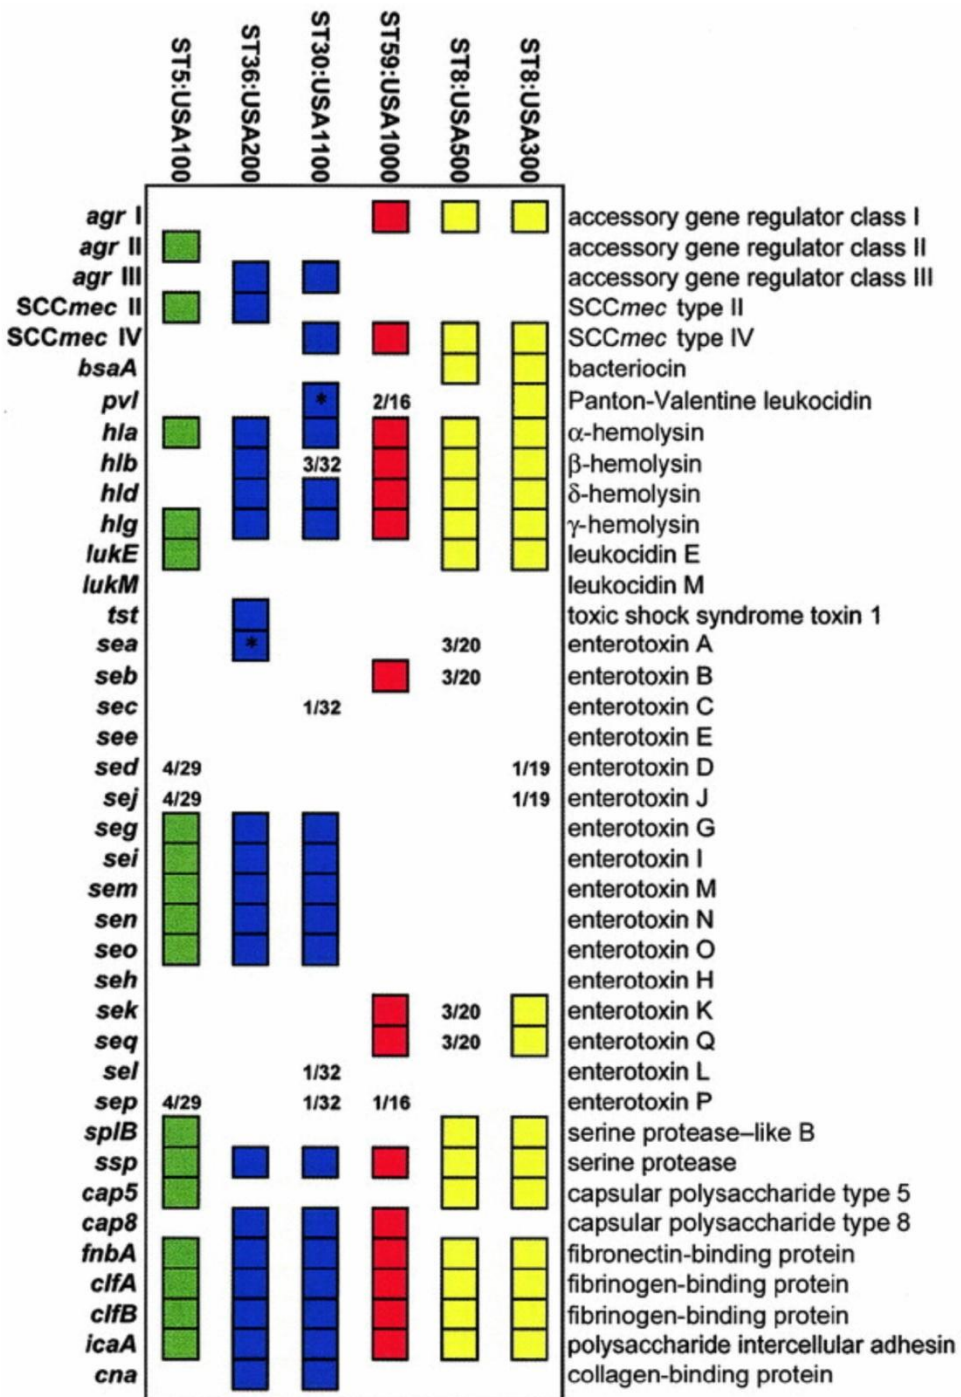 ST5:USA100
ST36:USA200
ST30:USA1100
ST59:USA1000
ST8:USA500
ST8:USA300
agr I accessory gene regulator class I
agr II accessory gene regulator class II
agr III accessory gene regulator class III
SCCmec II SCCmec type II
SCCmec IV SCCmec type IV
bsaA bacteriocin
pvl * 2/16 Panton-Valentine leukocidin
hla α-hemolysin
hlb 3/32 β-hemolysin
hld δ-hemolysin
hlg γ-hemolysin
lukE leukocidin E
lukM leukocidin M
tst toxic shock syndrome toxin 1
sea * 3/20 enterotoxin A
seb 3/20 enterotoxin B
sec 1/32 enterotoxin C
see enterotoxin E
sed 4/29 1/19 enterotoxin D
sej 4/29 1/19 enterotoxin J
seg enterotoxin G
sei enterotoxin I
sem enterotoxin M
sen enterotoxin N
seo enterotoxin O
seh enterotoxin H
sek 3/20 enterotoxin K
seq 3/20 enterotoxin Q
sel 1/32 enterotoxin L
sep 4/29 1/32 1/16 enterotoxin P
splB serine protease–like B
ssp serine protease
cap5 capsular polysaccharide type 5
cap8 capsular polysaccharide type 8
fnbA fibronectin-binding protein
clfA fibrinogen-binding protein
clfB fibrinogen-binding protein
icaA polysaccharide intercellular adhesin
cna collagen-binding protein